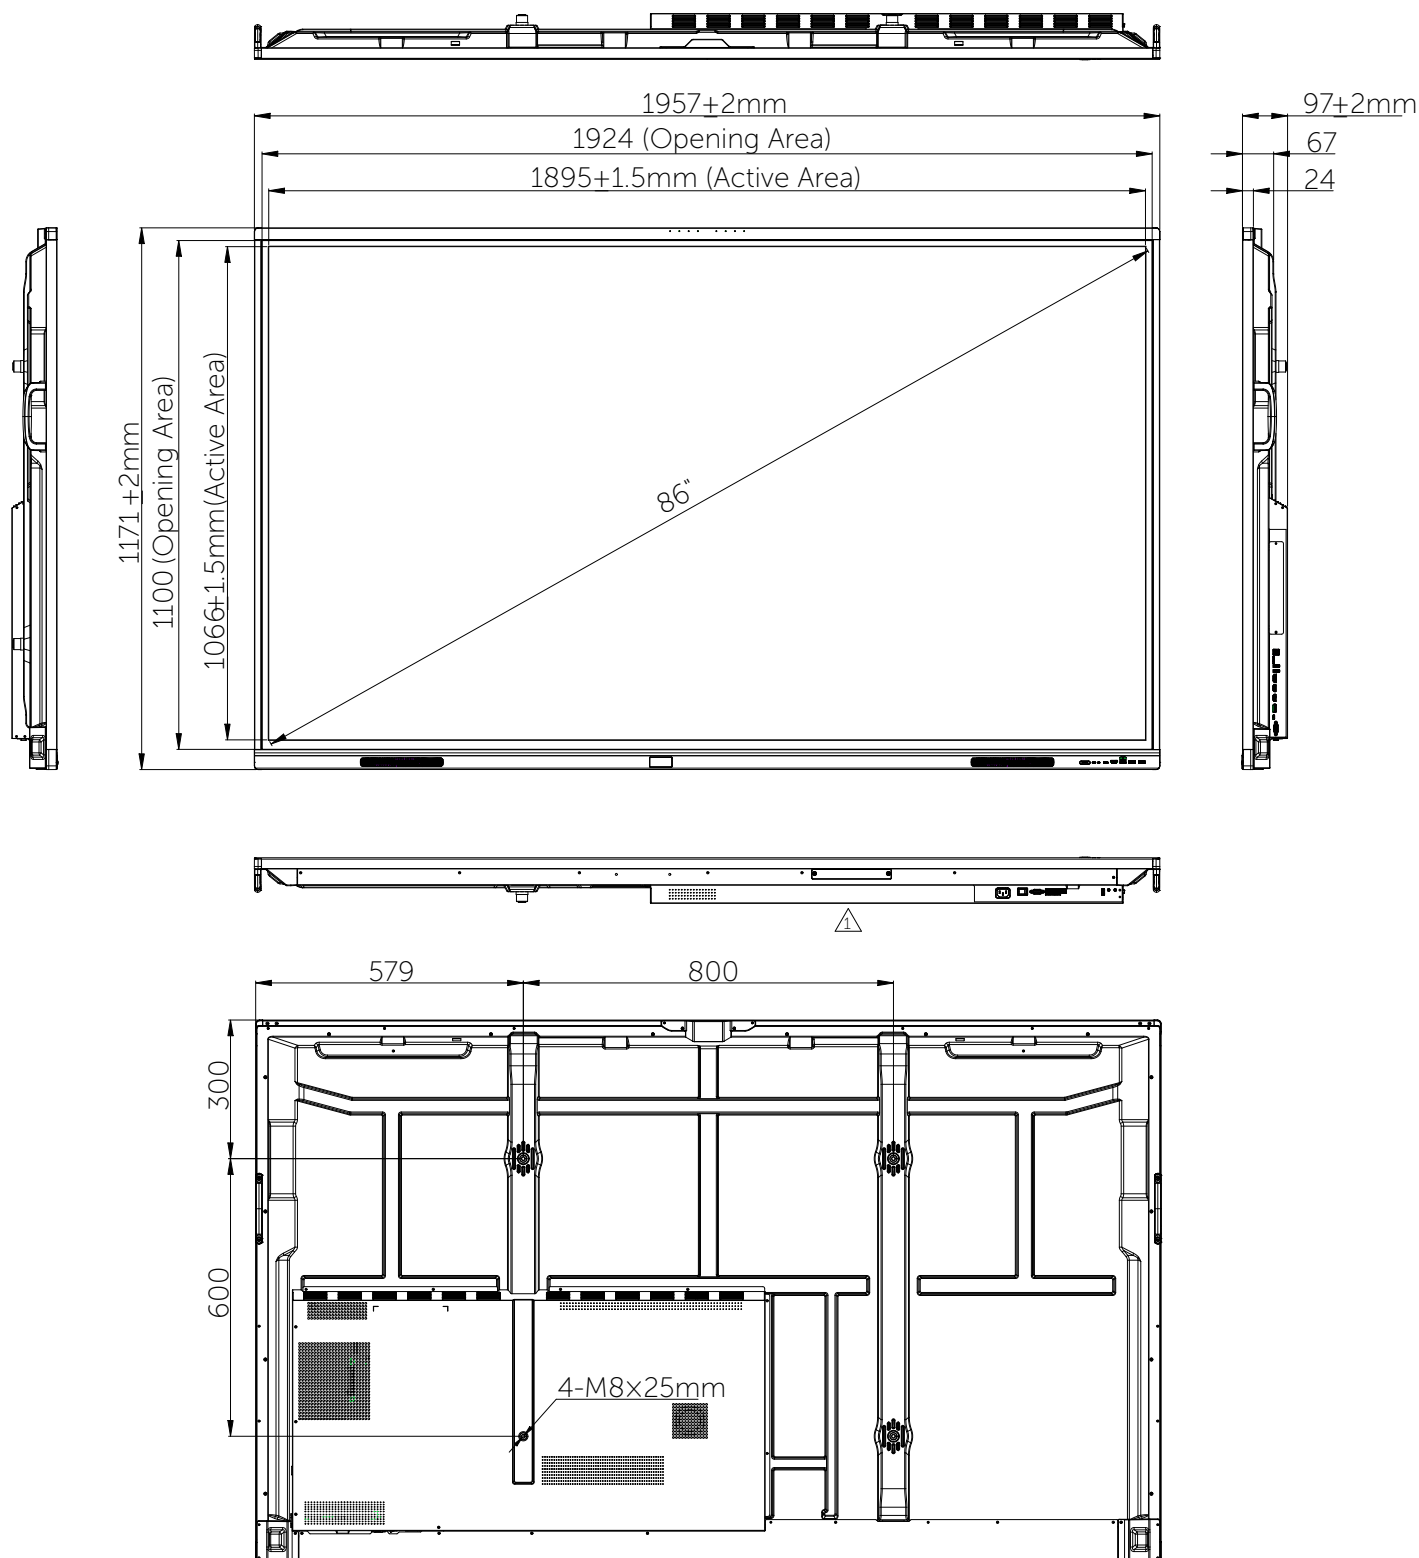 1957±2mm
97±2mm
1924 (Opening Area)
67
1895±1.5mm (Active Area)
24
1171±2mm
1100 (Opening Area)
1066±1.5mm(Active Area)
86"
1
579
800
300
600
4-M8x25mm